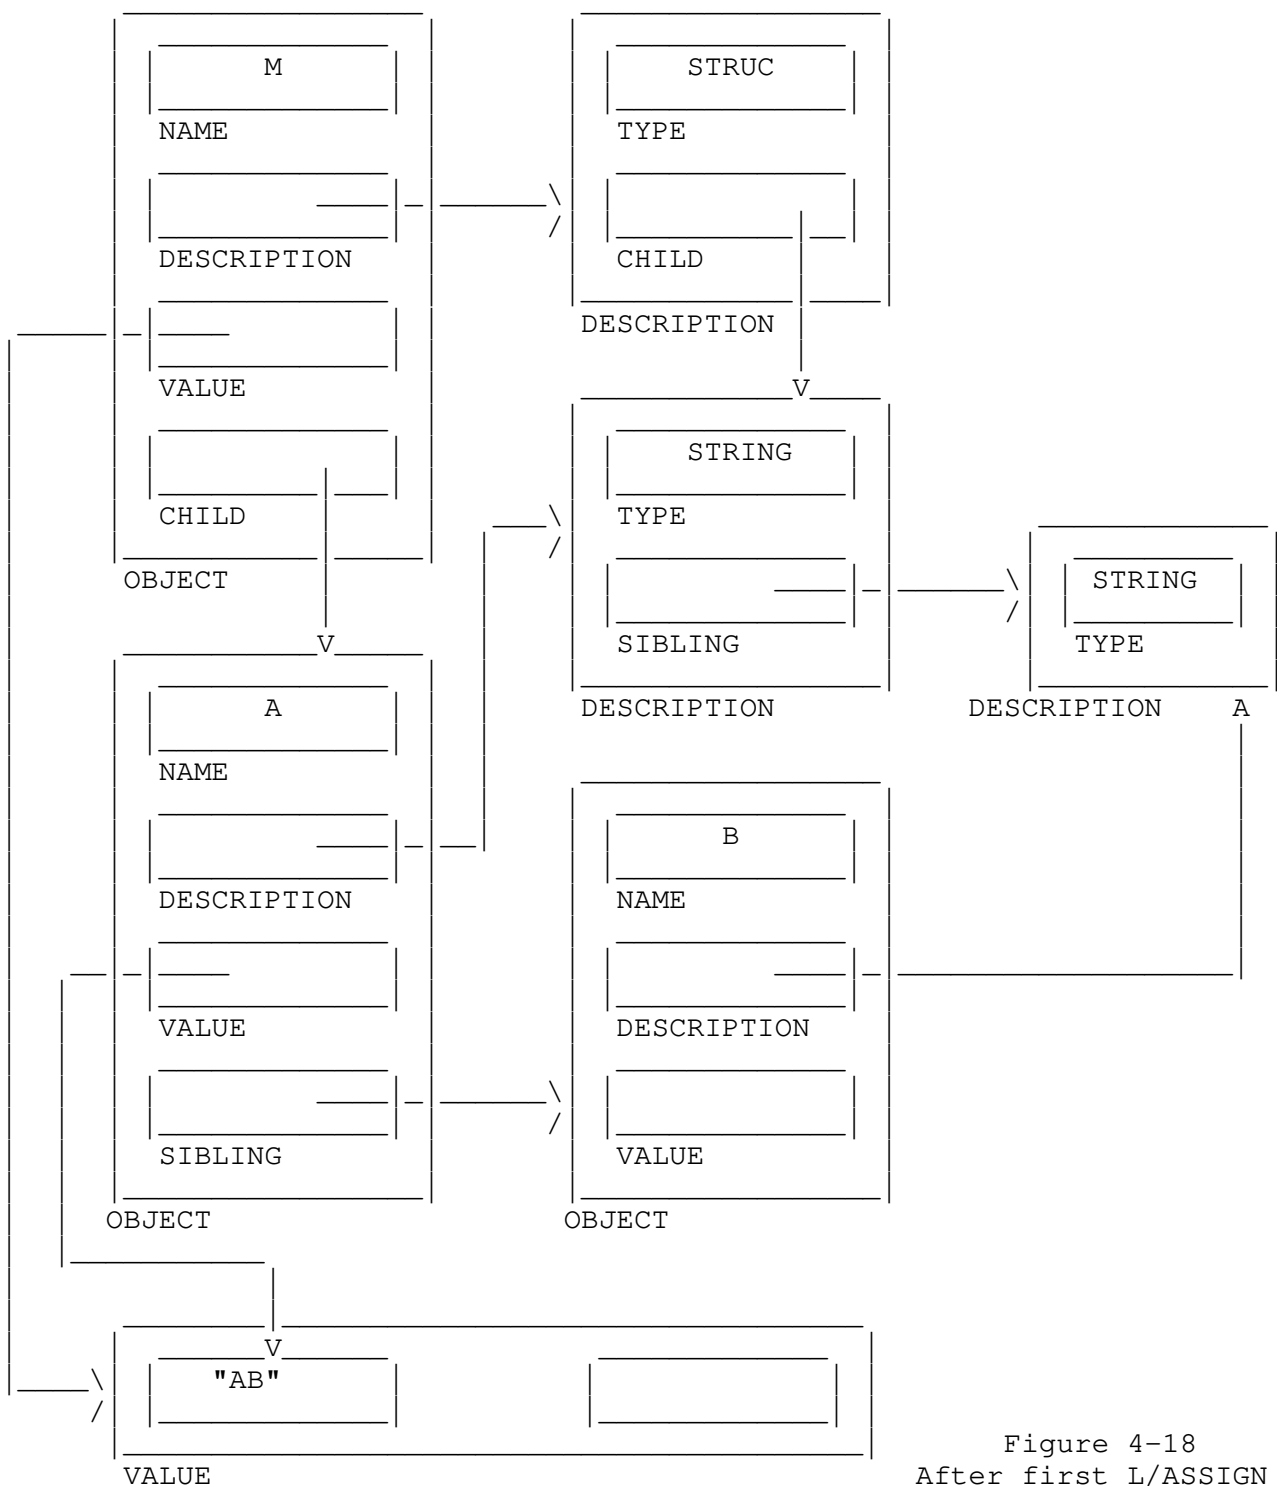 M STRUC
NAME TYPE
DESCRIPTION CHILD
DESCRIPTION
VALUE V
STRING
CHILD TYPE
OBJECT STRING
V SIBLING TYPE
A DESCRIPTION DESCRIPTION A
NAME
B
DESCRIPTION NAME
VALUE DESCRIPTION
SIBLING VALUE
OBJECT OBJECT
V
"AB"
Figure 4-18
VALUE After first L/ASSIGN